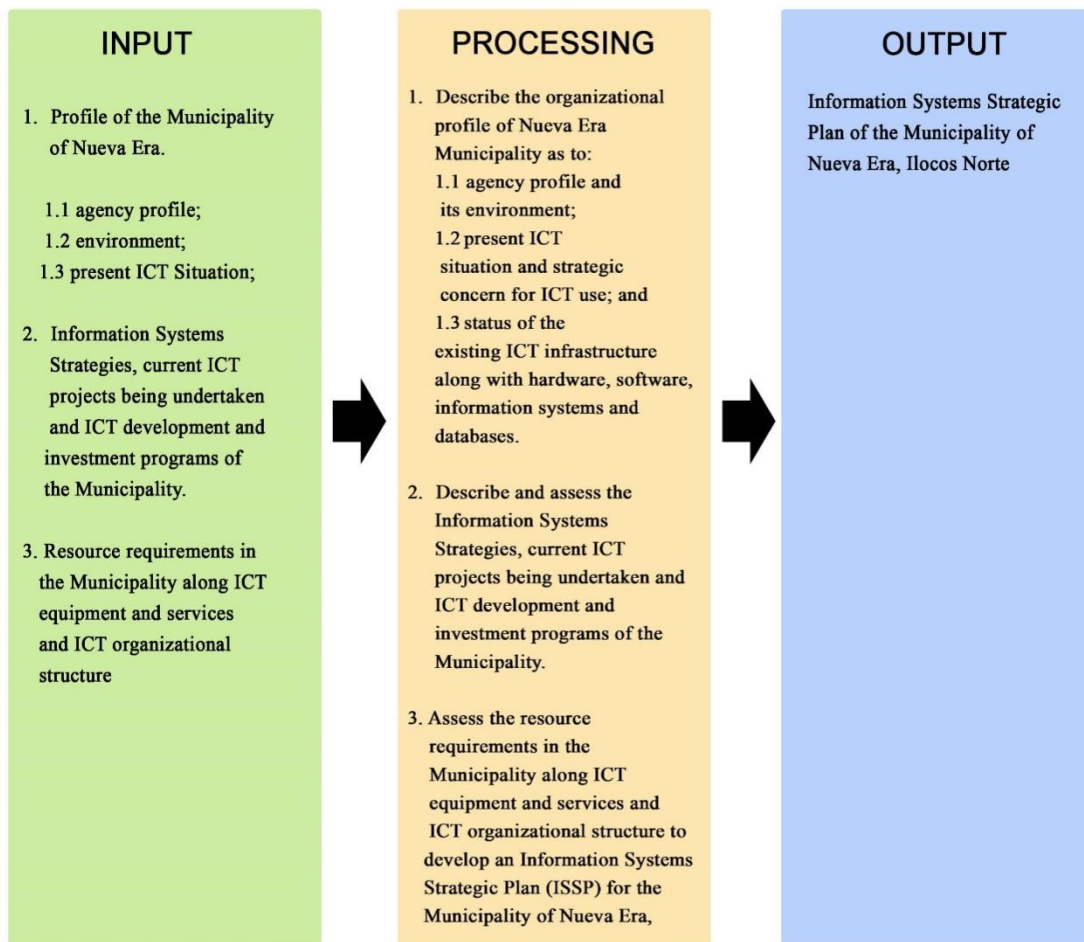 INPUT
1. Profile of the Municipality
of Nueva Era.
1.1 agency profile;
1.2 environment;
1.3 present ICT Situation;
2. Information Systems
Strategies, current ICT
projects being undertaken
and ICT development and
investment programs of
the Municipality.
3. Resource requirements in
the Municipality along ICT
equipment and services
and ICT organizational
structure
PROCESSING
1. Describe the organizational
profile of Nueva Era
Municipality as to:
1.1 agency profile and
its environment;
1.2 present ICT
situation and strategic
concern for ICT use; and
1.3 status of the
existing ICT infrastructure
along with hardware, software,
information systems and
databases.
2. Describe and assess the
Information Systems
Strategies, current ICT
projects being undertaken and
ICT development and
investment programs of the
Municipality.
3. Assess the resource
requirements in the
Municipality along ICT
equipment and services and
ICT organizational structure to
develop an Information Systems
Strategic Plan (ISSP) for the
Municipality of Nueva Era,
OUTPUT
Information Systems Strategic
Plan of the Municipality of
Nueva Era, Ilocos Norte